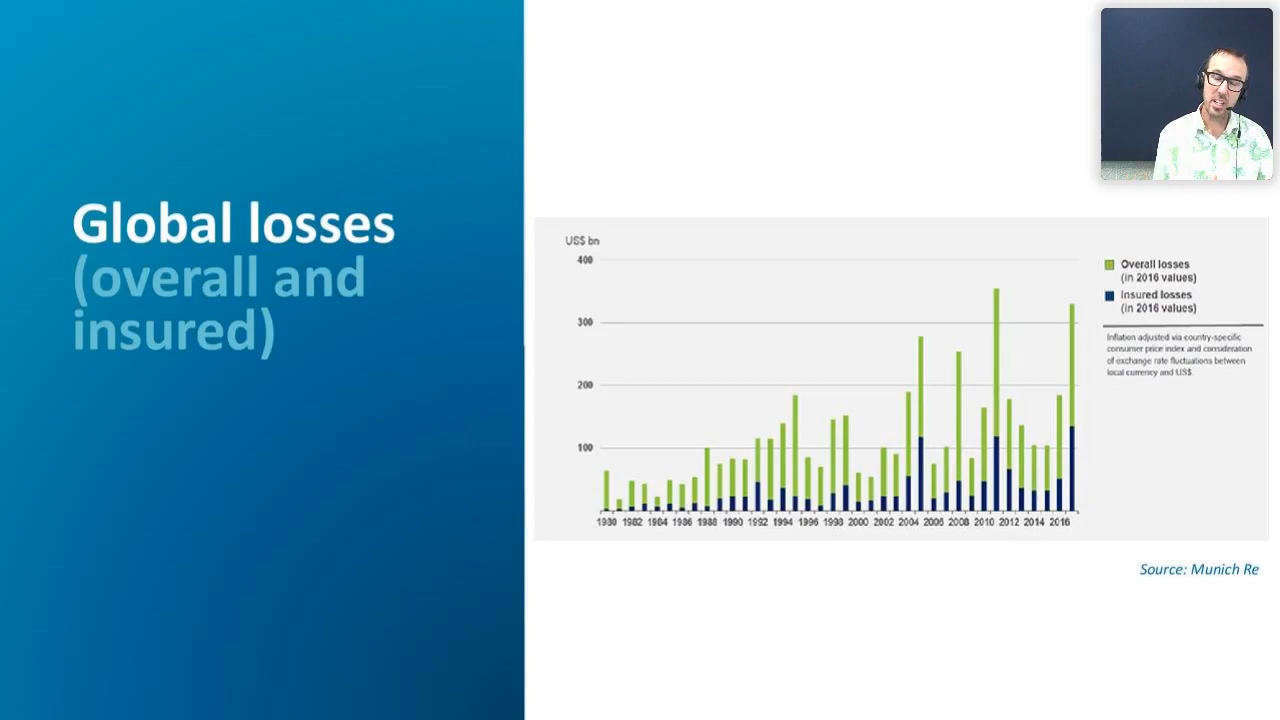 Global losses
(overall and
insured)
US$ bn
400
300
200
100
1980 1982 1984 1986 1988 1990 1992 1994 1996 1998 2000 2002 2004 2006 2008 2010 2012 2014 2016
Overall losses
(in 2016 values)
Insured losses
(in 2016 values)
Inflation adjusted via country-specific
consumer price index and consideration
of exchange rate fluctuations between
local currency and US$.
Source: Munich Re